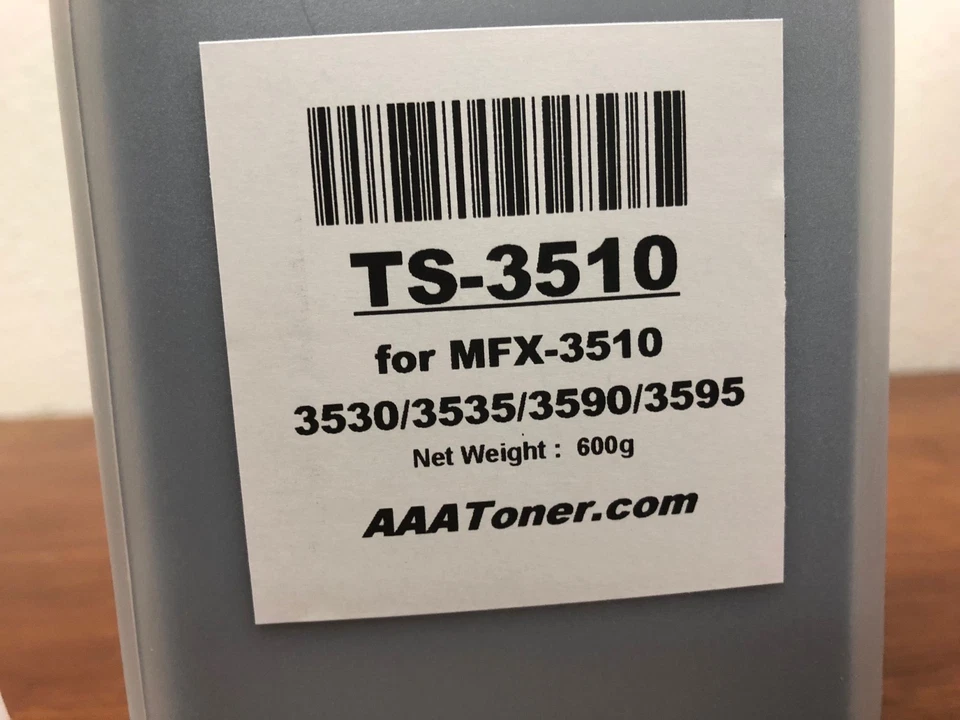 TS-3510
for MFX-3510
3530/3535/3590/3595
Net Weight : 600g
AAAToner.com